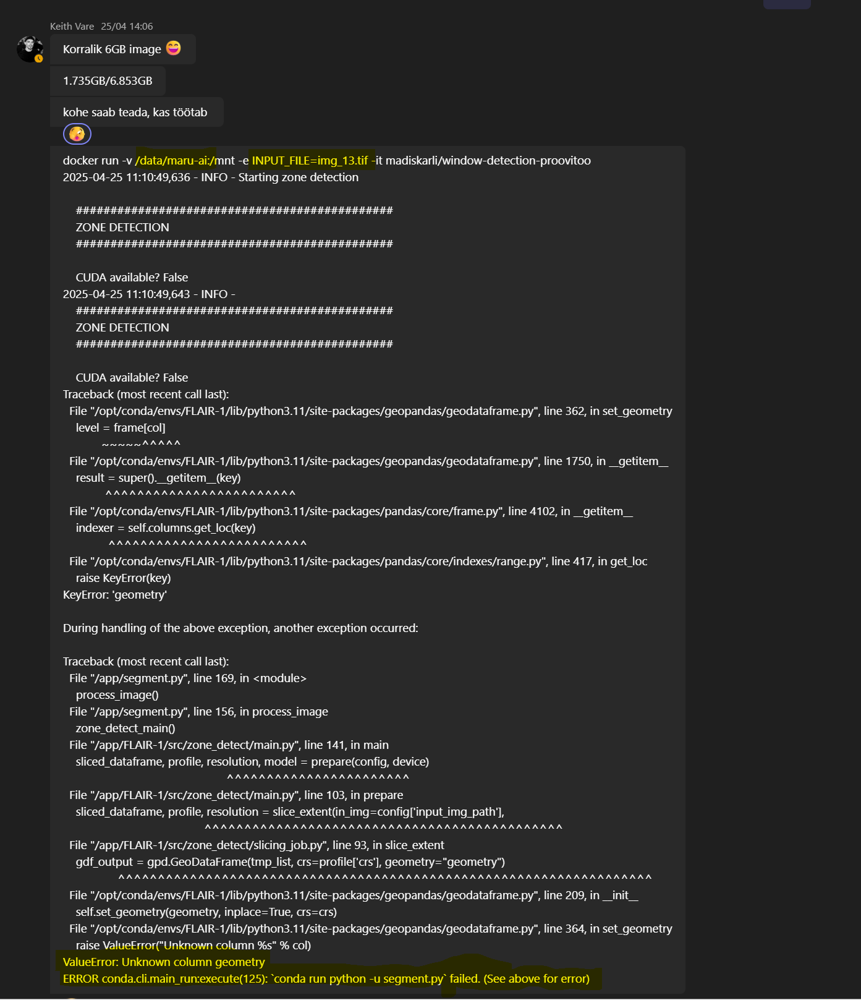 Keith Vare 25/04 14:06
Korralik 6GB image 😄
1.735GB/6.853GB
kohe saab teada, kas töötab
docker run -v /data/maru-ai:/mnt -e INPUT_FILE=img_13.tif -it madiskarli/window-detection-proovitoo
2025-04-25 11:10:49,636 - INFO - Starting zone detection
############################################
ZONE DETECTION
############################################
CUDA available? False
2025-04-25 11:10:49,643 - INFO -
############################################
ZONE DETECTION
############################################
CUDA available? False
Traceback (most recent call last):
File "/opt/conda/envs/FLAIR-1/lib/python3.11/site-packages/geopandas/geodataframe.py", line 362, in set_geometry
level = frame[col]
~~~~~^^^^^
File "/opt/conda/envs/FLAIR-1/lib/python3.11/site-packages/geopandas/geodataframe.py", line 1750, in __getitem__
result = super().__getitem__(key)
^^^^^^^^^^^^^^^^^^^^^^^^
File "/opt/conda/envs/FLAIR-1/lib/python3.11/site-packages/pandas/core/frame.py", line 4102, in __getitem__
indexer = self.columns.get_loc(key)
^^^^^^^^^^^^^^^^^^^^^^^^^
File "/opt/conda/envs/FLAIR-1/lib/python3.11/site-packages/pandas/core/indexes/range.py", line 417, in get_loc
raise KeyError(key)
KeyError: 'geometry'
During handling of the above exception, another exception occurred:
Traceback (most recent call last):
File "/app/segment.py", line 169, in <module>
process_image()
File "/app/segment.py", line 156, in process_image
zone_detect_main()
File "/app/FLAIR-1/src/zone_detect/main.py", line 141, in main
sliced_dataframe, profile, resolution, model = prepare(config, device)
^^^^^^^^^^^^^^^^^^^^^^^
File "/app/FLAIR-1/src/zone_detect/main.py", line 103, in prepare
sliced_dataframe, profile, resolution = slice_extent(in_img=config['input_img_path'],
^^^^^^^^^^^^^^^^^^^^^^^^^^^^^^^^^^^^^^^^^^^^^
File "/app/FLAIR-1/src/zone_detect/slicing_job.py", line 93, in slice_extent
gdf_output = gpd.GeoDataFrame(tmp_list, crs=profile['crs'], geometry="geometry")
^^^^^^^^^^^^^^^^^^^^^^^^^^^^^^^^^^^^^^^^^^^^^^^^^^^^^^^^^^^^^^^^^^^
File "/opt/conda/envs/FLAIR-1/lib/python3.11/site-packages/geopandas/geodataframe.py", line 209, in __init__
self.set_geometry(geometry, inplace=True, crs=crs)
File "/opt/conda/envs/FLAIR-1/lib/python3.11/site-packages/geopandas/geodataframe.py", line 364, in set_geometry
raise ValueError("Unknown column %s" % col)
ValueError: Unknown column geometry
ERROR conda.cli.main_run:execute(125): `conda run python -u segment.py` failed. (See above for error)